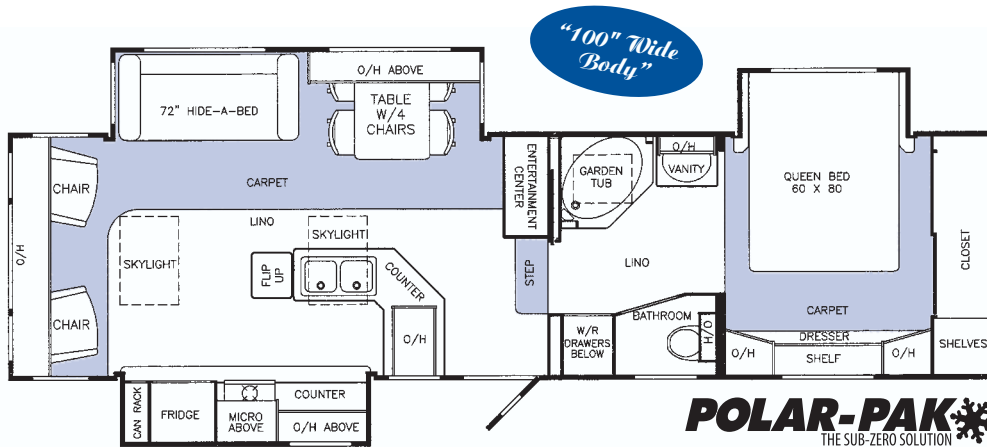 "100" Wide
Body"
O/H ABOVE
72" HIDE-A-BED
TABLE
W/4
CHAIRS
CHAIR
CARPET
ENTERTAINMENT
CENTER
GARDEN
TUB
O/H
VANITY
QUEEN BED
60 X 80
O/H
LINO
SKYLIGHT
SKYLIGHT
FLIP
UP
COUNTER
STEP
LINO
CLOSET
CHAIR
O/H
W/R
DRAWERS
BELOW
BATHROOM
H/O
CARPET
DRESSER
O/H
SHELF
O/H
SHELVES
CAN RACK
FRIDGE
MICRO
ABOVE
COUNTER
O/H ABOVE
POLAR-PAK
THE SUB-ZERO SOLUTION